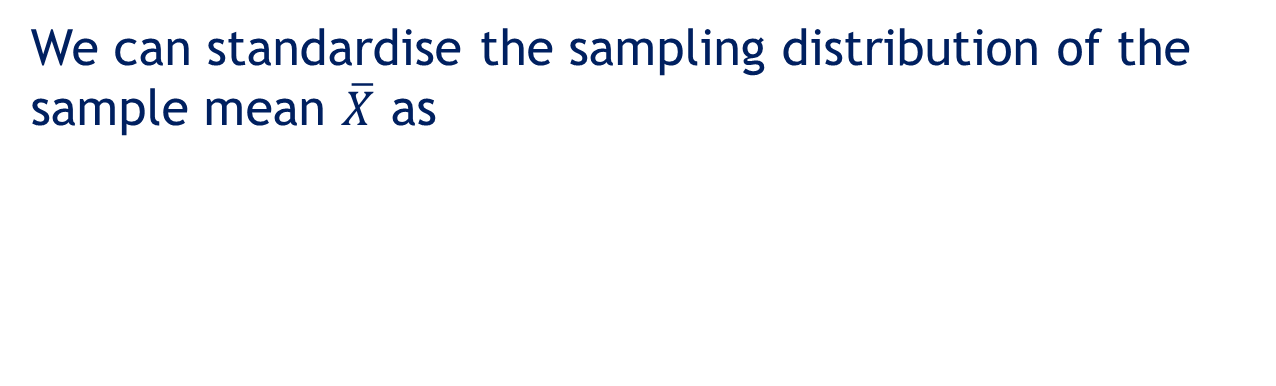 We can standardise the sampling distribution of the
sample mean X̅ as